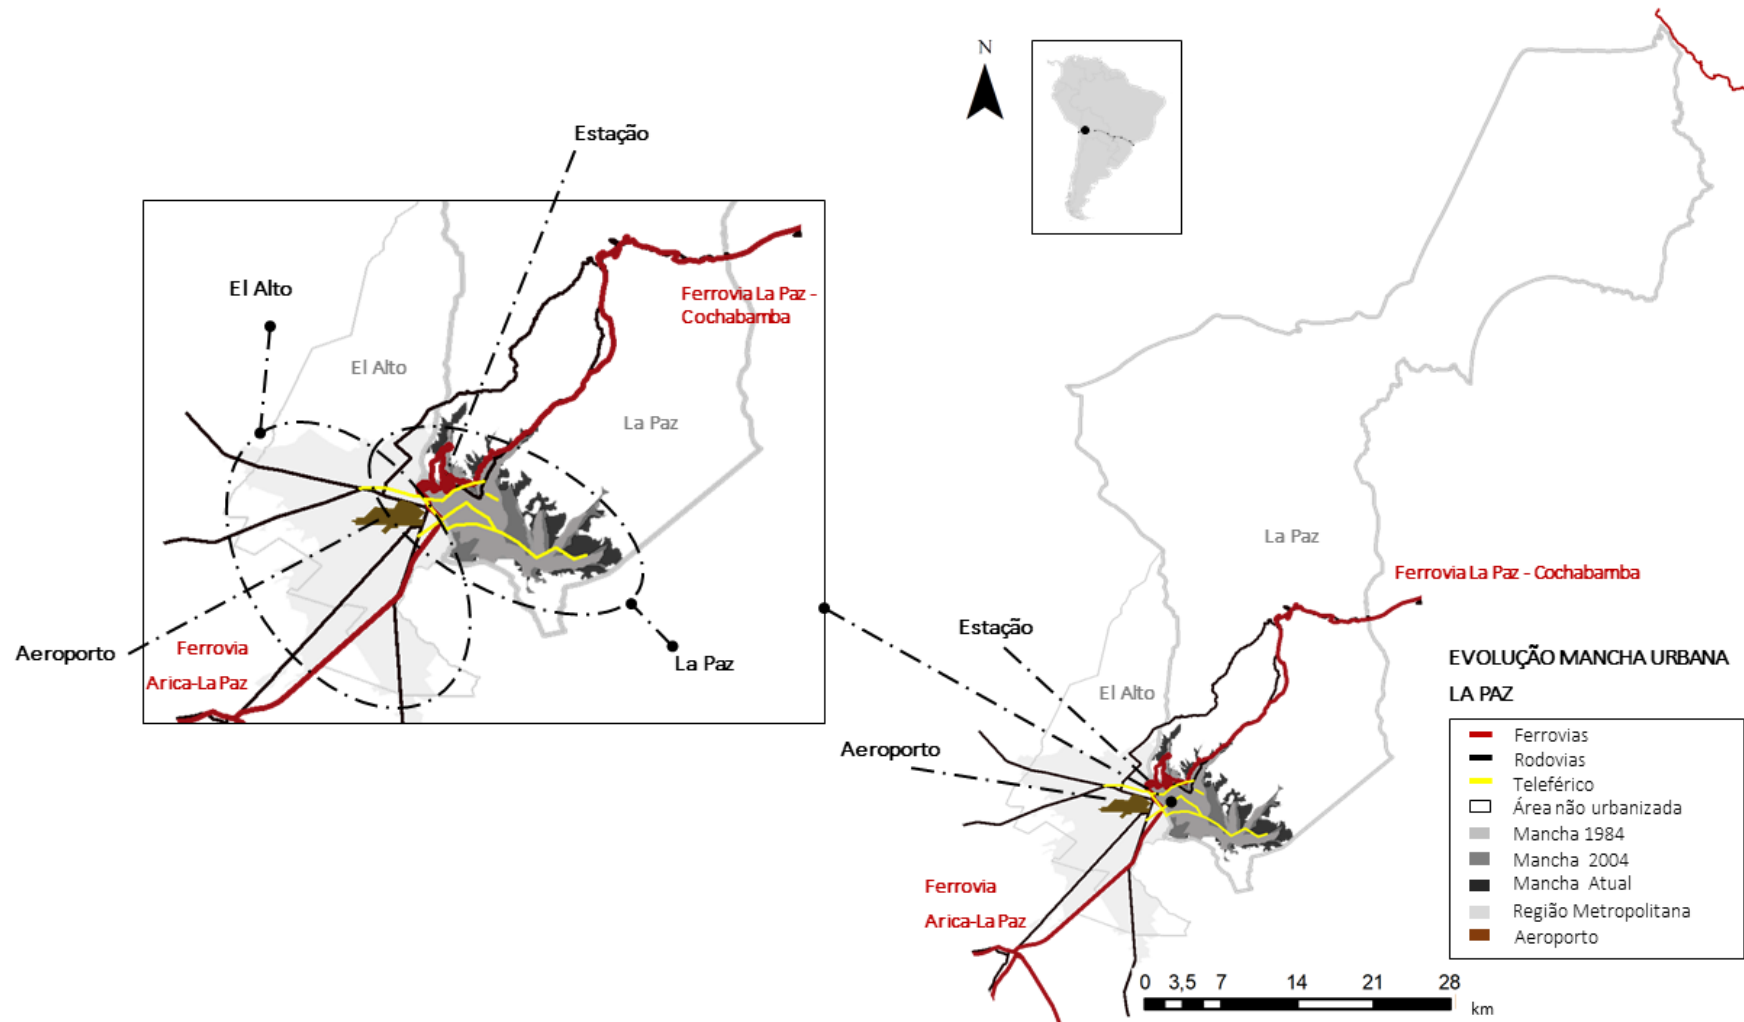 N
Estação
El Alto
Ferrovia La Paz -
Cochabamba
El Alto
La Paz
Aeroporto
Ferrovia
Arica-La Paz
La Paz
La Paz
Ferrovia La Paz - Cochabamba
Estação
El Alto
Aeroporto
Ferrovia
Arica-La Paz
EVOLUÇÃO MANCHA URBANA
LA PAZ
Ferrovias
Rodovias
Teleférico
Área não urbanizada
Mancha 1984
Mancha 2004
Mancha Atual
Região Metropolitana
Aeroporto
0 3,5 7 14 21 28
km